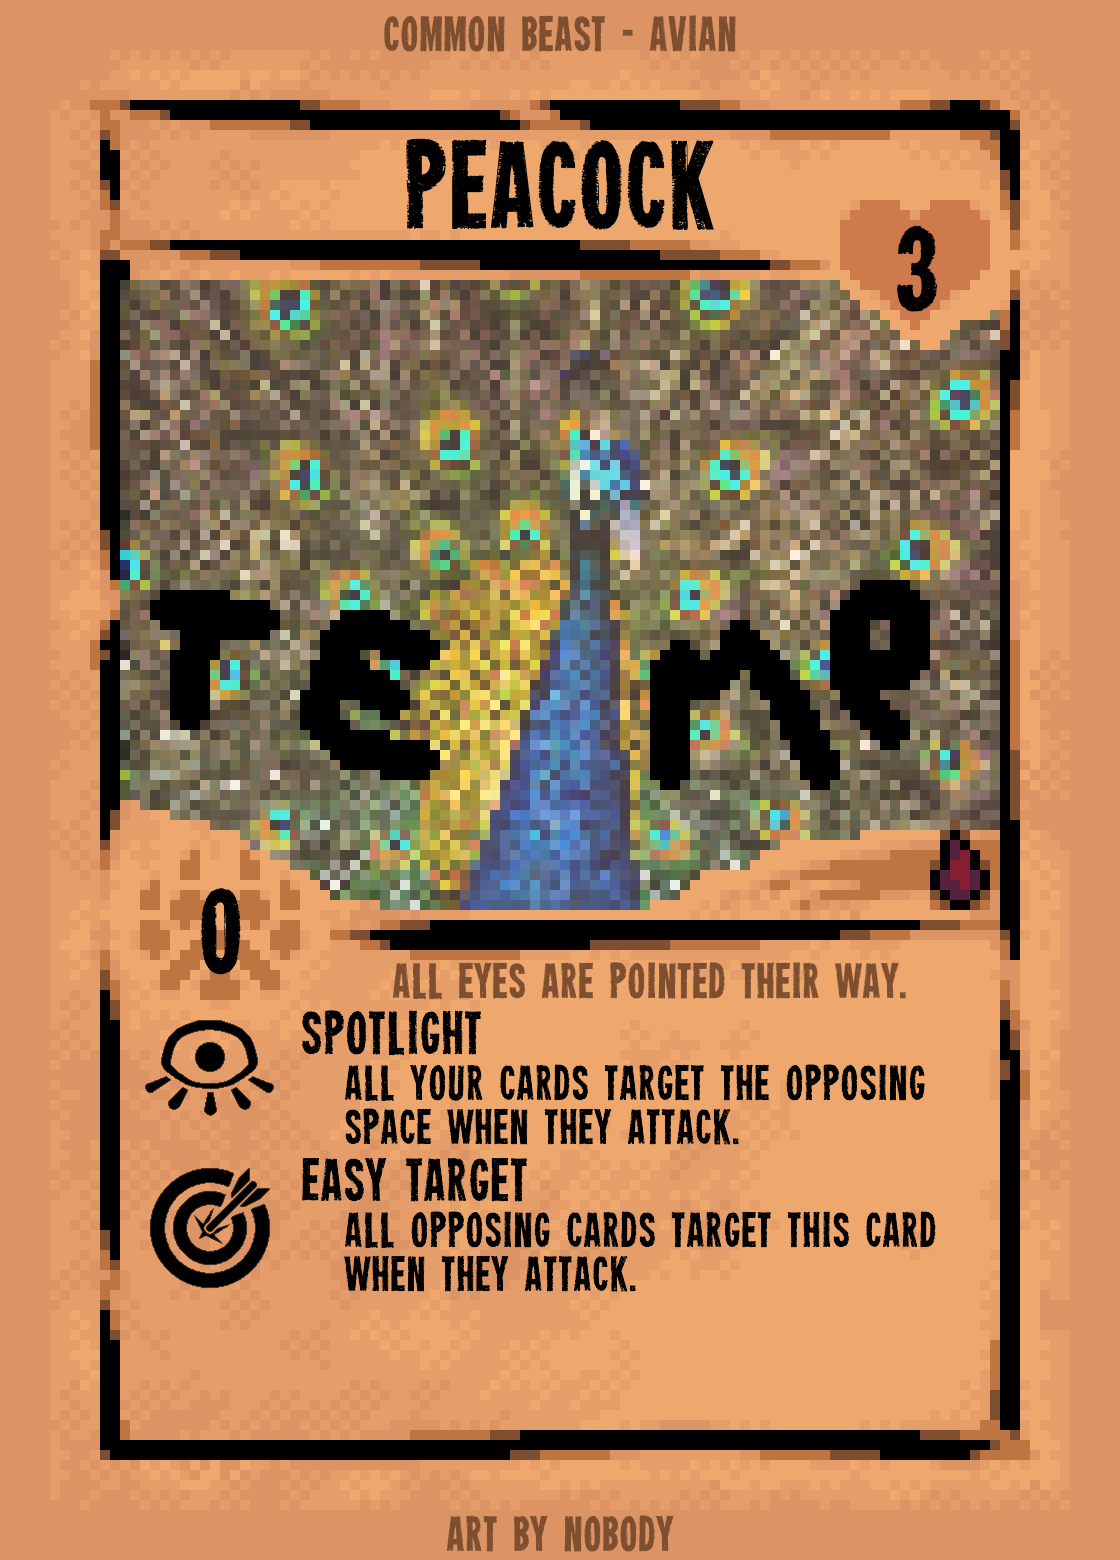 COMMON BEAST - AVIAN
PEACOCK
3
TEMP
0
ALL EYES ARE POINTED THEIR WAY.
SPOTLIGHT
ALL YOUR CARDS TARGET THE OPPOSING
SPACE WHEN THEY ATTACK.
EASY TARGET
ALL OPPOSING CARDS TARGET THIS CARD
WHEN THEY ATTACK.
ART BY NOBODY